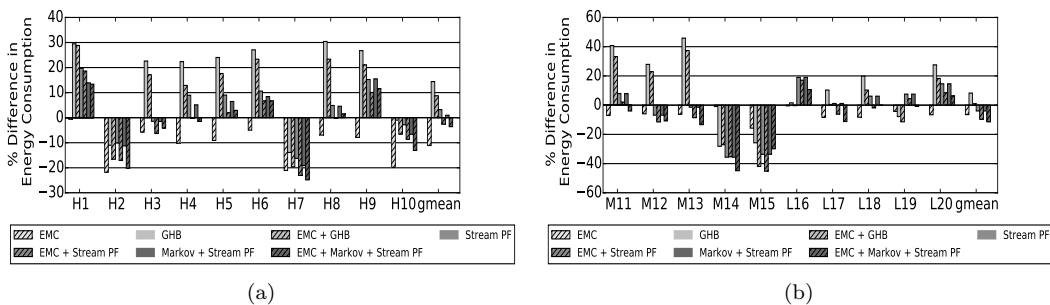 % Difference in
Energy Consumption
40
30
20
10
0
−10
−20
−30
H1 H2 H3 H4 H5 H6 H7 H8 H9 H10 gmean
EMC GHB EMC + GHB Stream PF
EMC + Stream PF Markov + Stream PF EMC + Markov + Stream PF
(a)
% Difference in
Energy Consumption
60
40
20
0
−20
−40
−60
M11 M12 M13 M14 M15 L16 L17 L18 L19 L20 gmean
EMC GHB EMC + GHB Stream PF
EMC + Stream PF Markov + Stream PF EMC + Markov + Stream PF
(b)